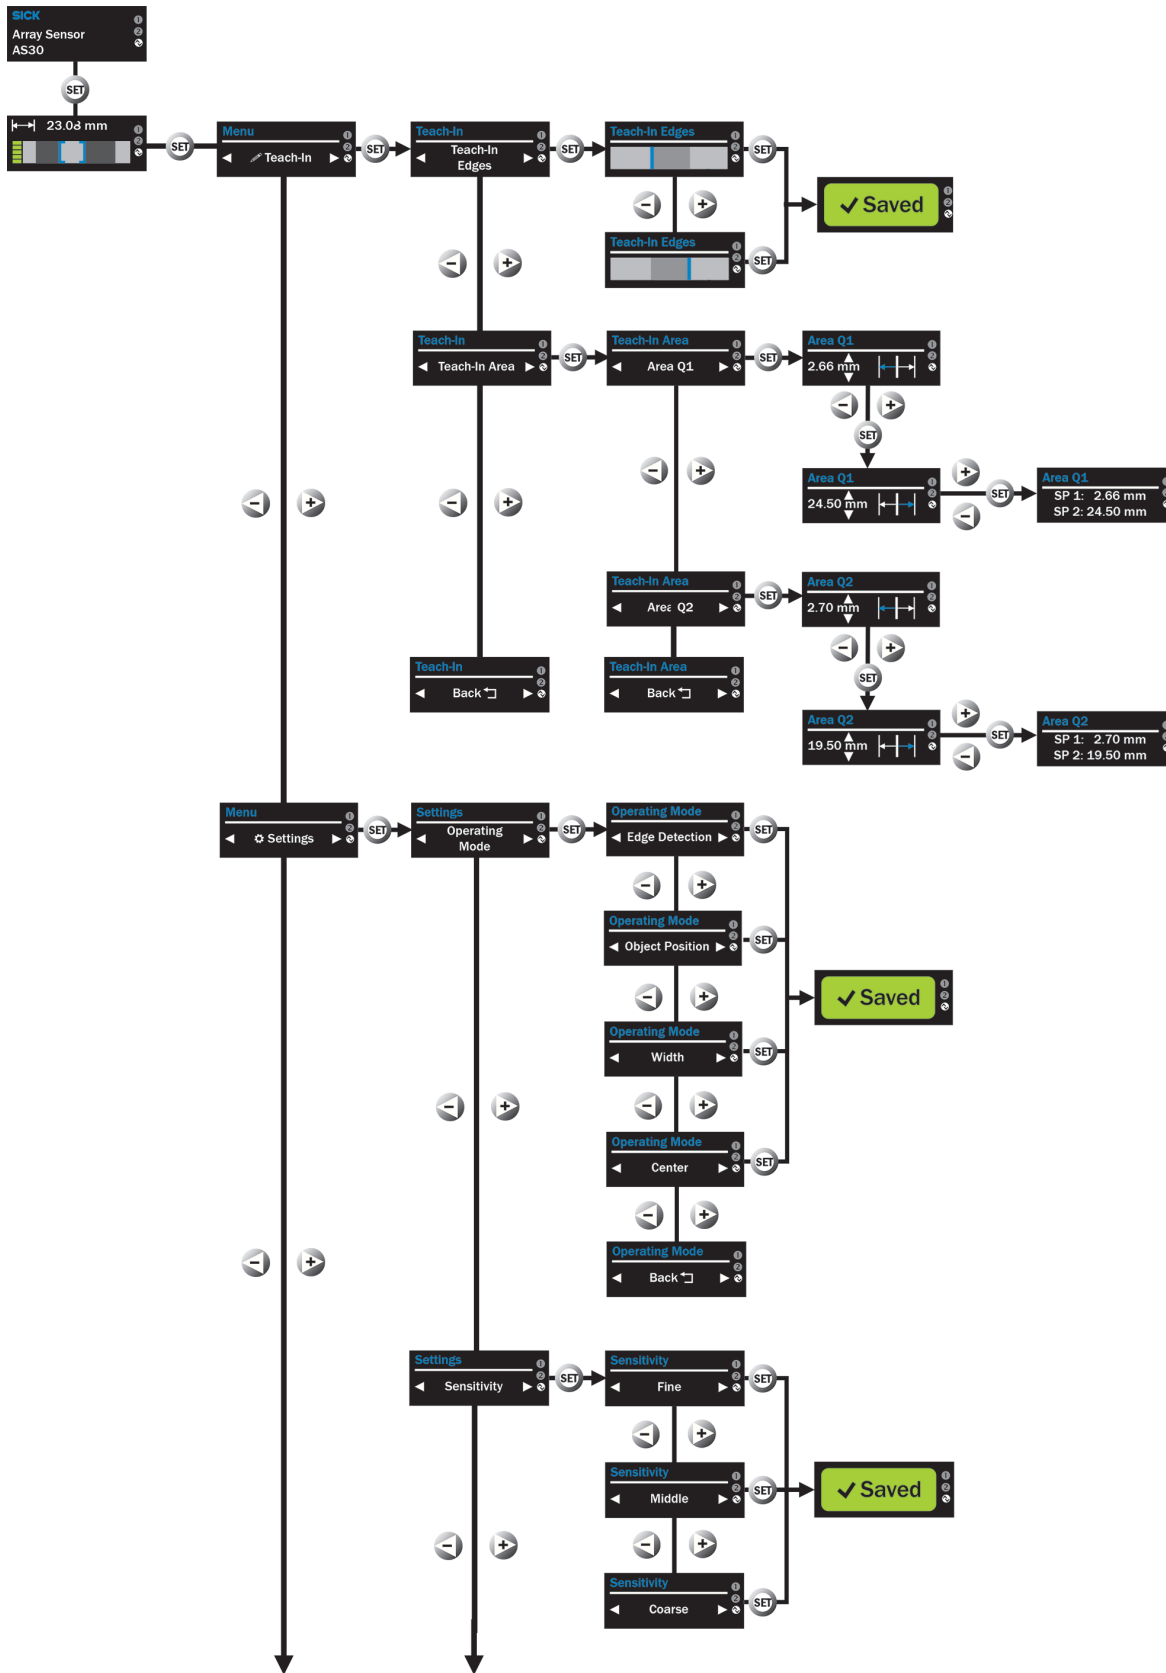 SICK
Array Sensor
AS30
SET
23.08 mm
SET
Menu
Teach-In
SET
Teach-In
Teach-In
Edges
SET
Teach-In Edges
SET
Saved
Teach-In Edges
SET
Teach-In
Teach-In Area
SET
Teach-In Area
Area Q1
SET
Area Q1
2.66 mm
SET
Area Q1
24.50 mm
SET
Area Q1
SP 1: 2.66 mm
SP 2: 24.50 mm
Teach-In Area
Area Q2
SET
Area Q2
2.70 mm
SET
Teach-In
Back
Teach-In Area
Back
Area Q2
19.50 mm
SET
Area Q2
SP 1: 2.70 mm
SP 2: 19.50 mm
Menu
Settings
SET
Settings
Operating
Mode
SET
Operating Mode
Edge Detection
SET
Operating Mode
Object Position
SET
Saved
Operating Mode
Width
SET
Operating Mode
Center
SET
Operating Mode
Back
Settings
Sensitivity
SET
Sensitivity
Fine
SET
Sensitivity
Middle
SET
Saved
Sensitivity
Coarse
SET